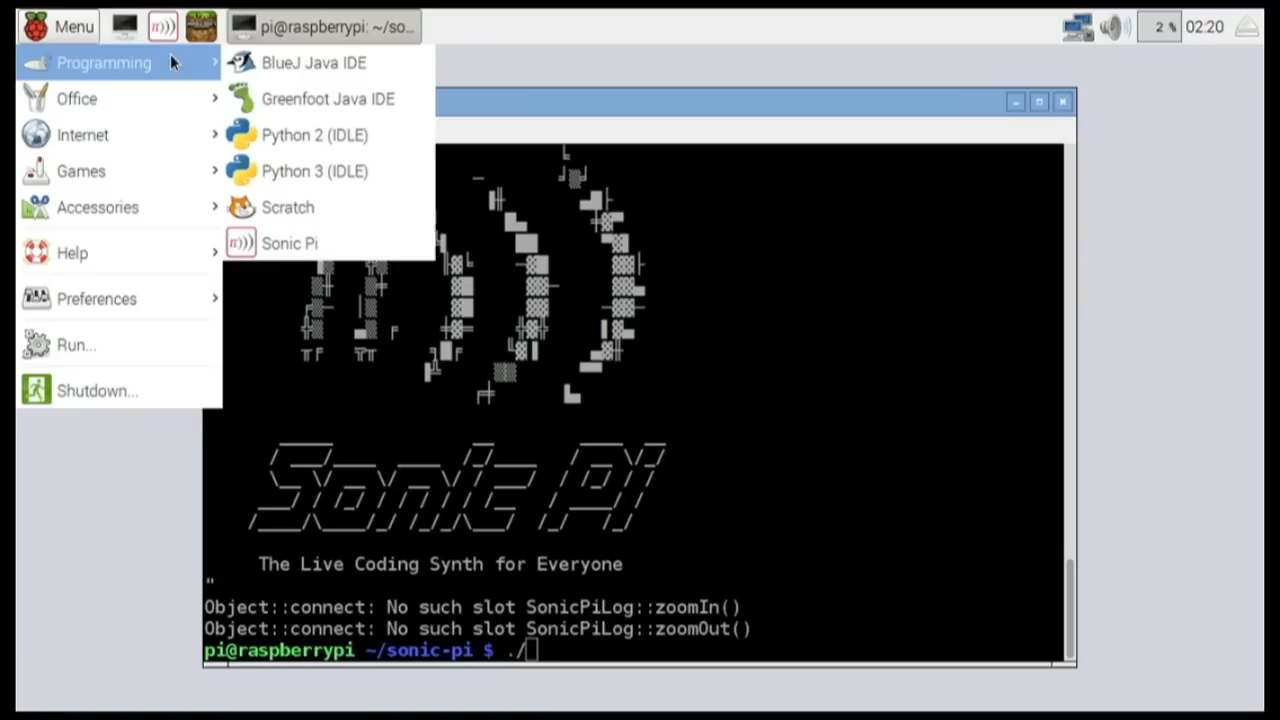 Menu
pi@raspberrypi: ~/so...
2 %
02:20
Programming
Office
Internet
Games
Accessories
Help
Preferences
Run...
Shutdown...
BlueJ Java IDE
Greenfoot Java IDE
Python 2 (IDLE)
Python 3 (IDLE)
Scratch
Sonic Pi
Sonic Pi
The Live Coding Synth for Everyone
"
Object::connect: No such slot SonicPiLog::zoomIn()
Object::connect: No such slot SonicPiLog::zoomOut()
pi@raspberrypi ~/sonic-pi $ ./